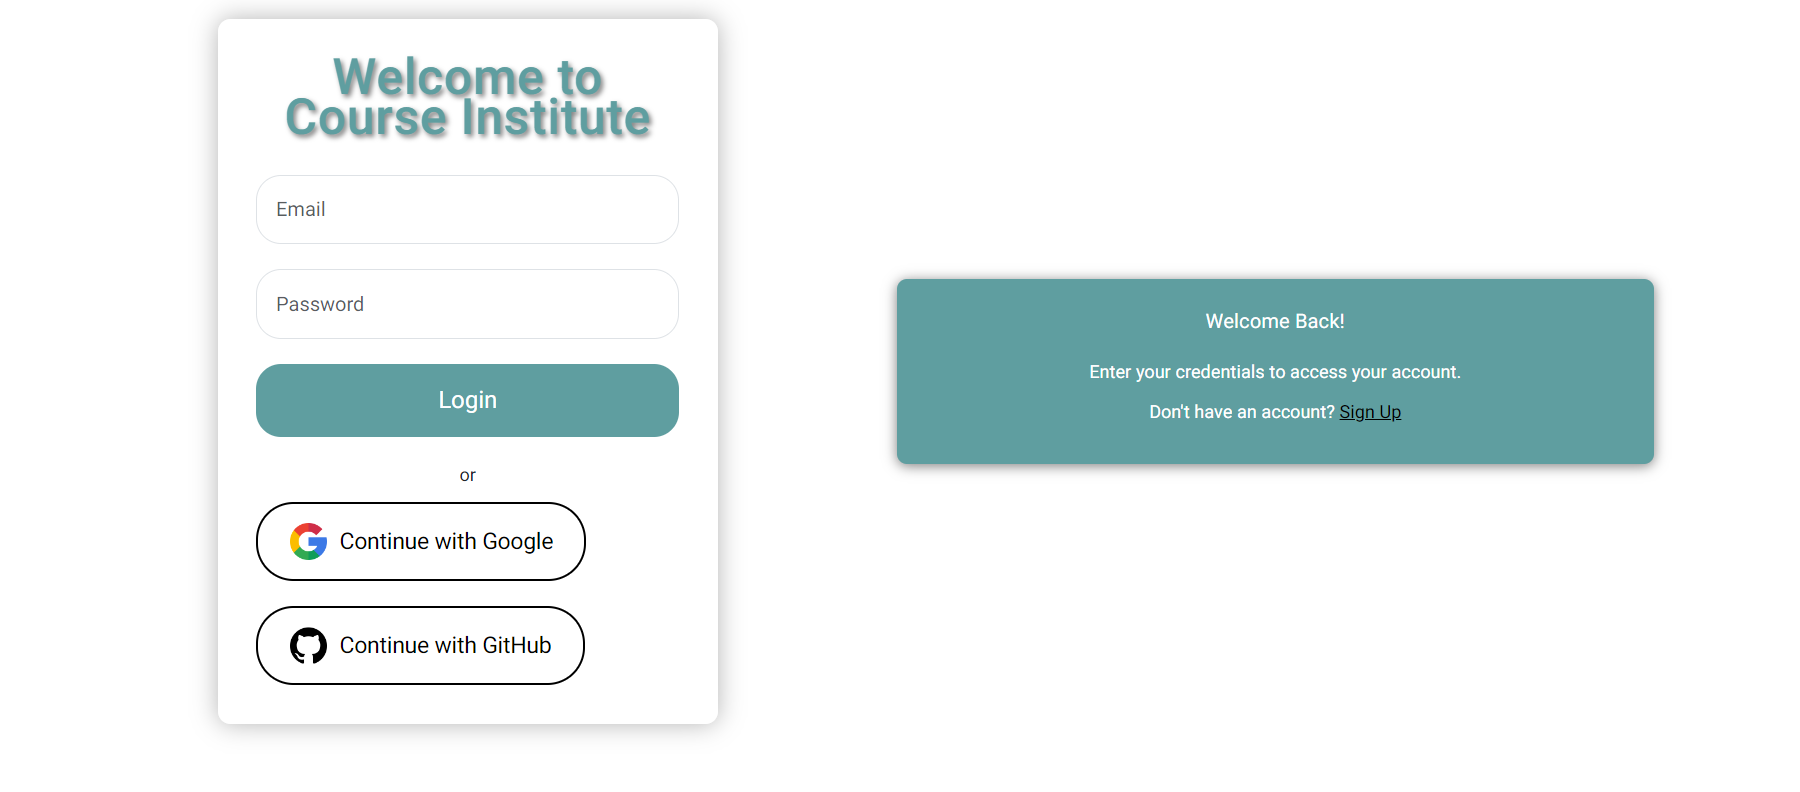 Welcome to
Course Institute
Email
Password
Login
or
Continue with Google
Continue with GitHub
Welcome Back!
Enter your credentials to access your account.
Don't have an account? Sign Up